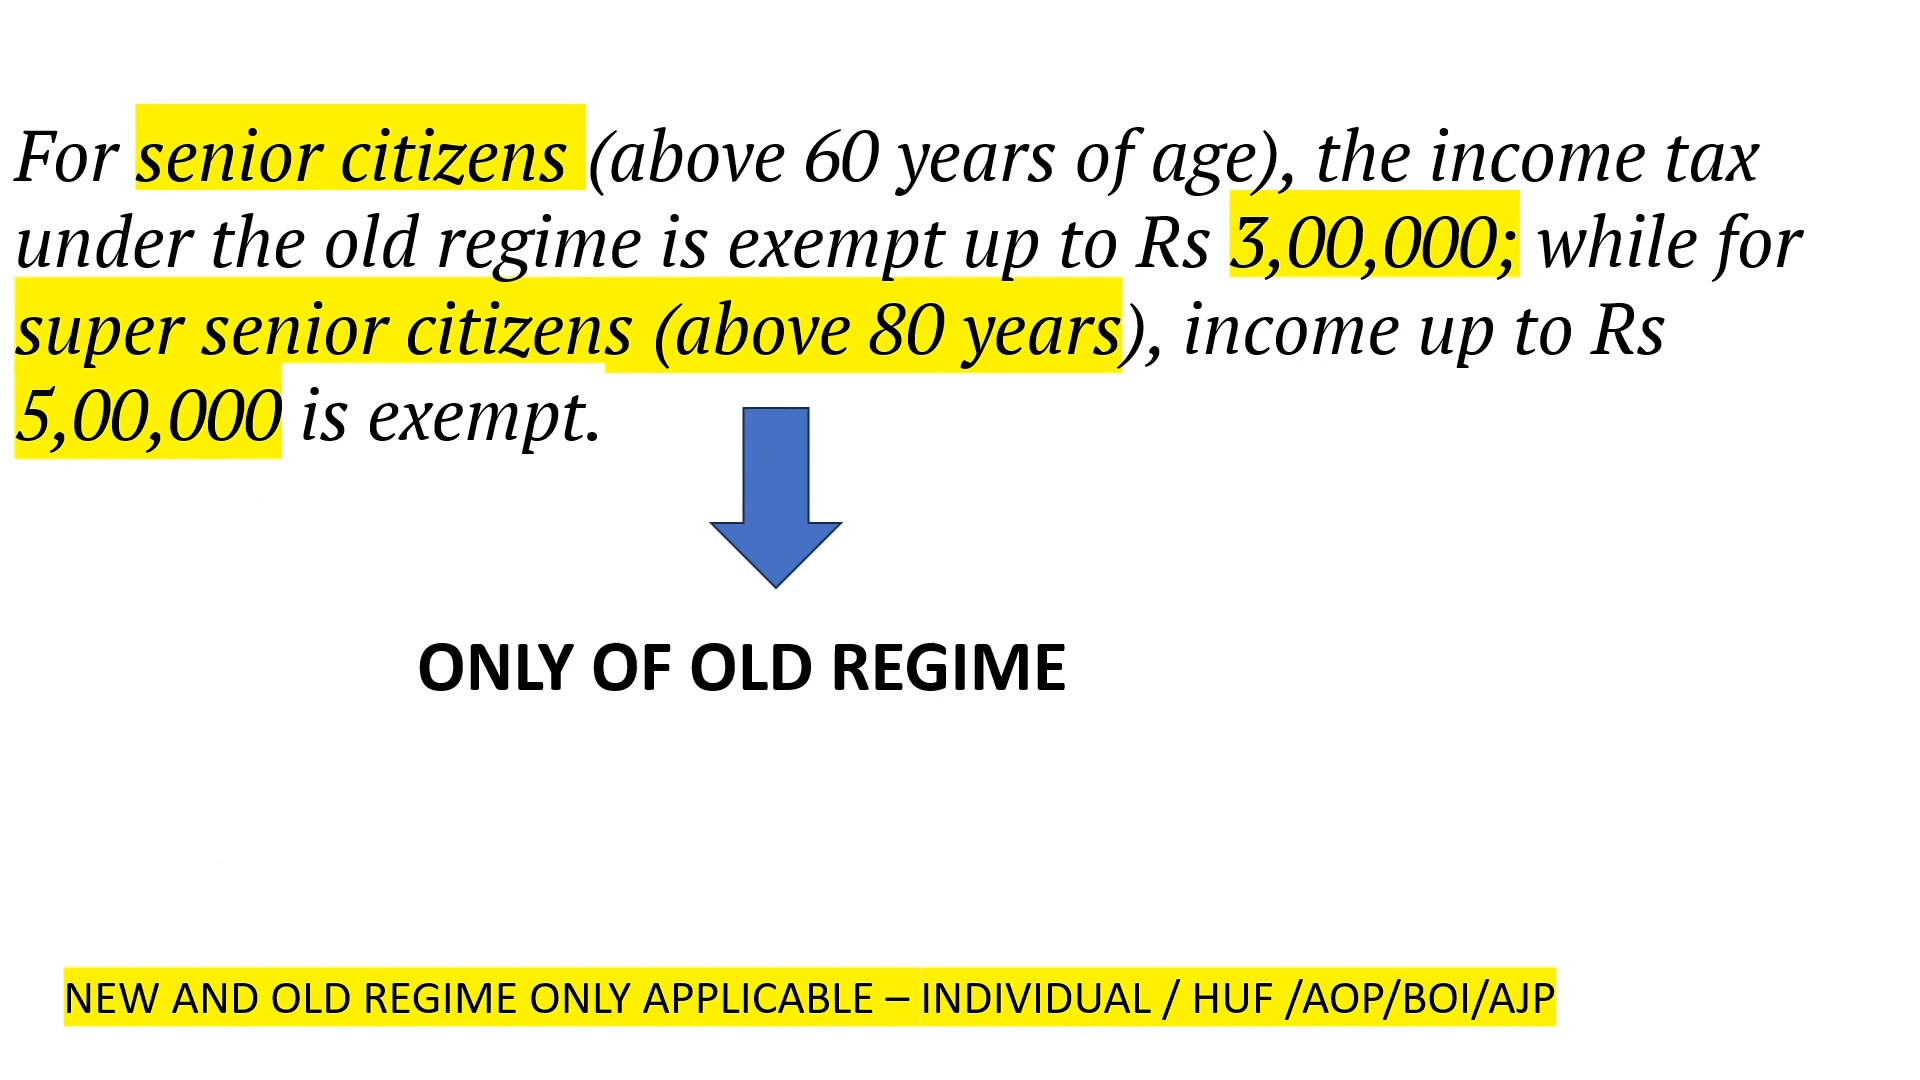 For senior citizens (above 60 years of age), the income tax
under the old regime is exempt up to Rs 3,00,000; while for
super senior citizens (above 80 years), income up to Rs
5,00,000 is exempt.
ONLY OF OLD REGIME
NEW AND OLD REGIME ONLY APPLICABLE – INDIVIDUAL / HUF /AOP/BOI/AJP